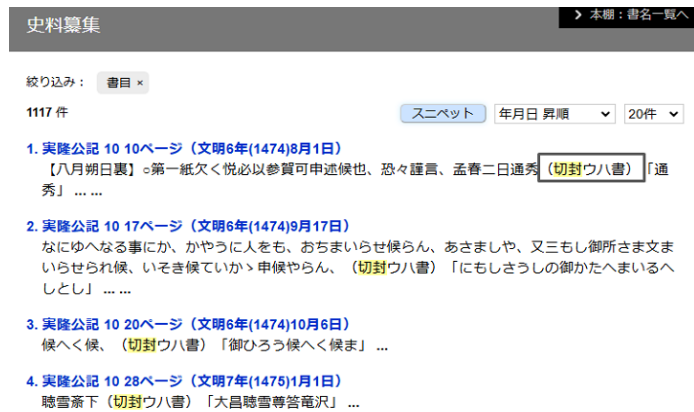 > 本棚：書名一覧へ
史料纂集
絞り込み： 書目 ×
1117 件 スニペット 年月日 昇順 20件
1. 実隆公記 10 10ページ（文明6年(1474)8月1日）
【八月朔日裏】○第一紙欠く悦必以参賀可申述候也、恐々謹言、孟春二日通秀（切封ウハ書）「通
秀」 ... ...
2. 実隆公記 10 17ページ（文明6年(1474)9月17日）
なにゆへなる事にか、かやうに人をも、おちまいらせ候らん、あさましや、又三もし御所さま文ま
いらせられ候、いそき候ていかゝ申候やらん、（切封ウハ書）「にもしさうしの御かたへまいるへ
しとし」 ... ...
3. 実隆公記 10 20ページ（文明6年(1474)10月6日）
候へく候、（切封ウハ書）「御ひろう候へく候ま」 ...
4. 実隆公記 10 28ページ（文明7年(1475)1月1日）
聴雪斎下（切封ウハ書）「大昌聴雪尊答竜沢」 ...